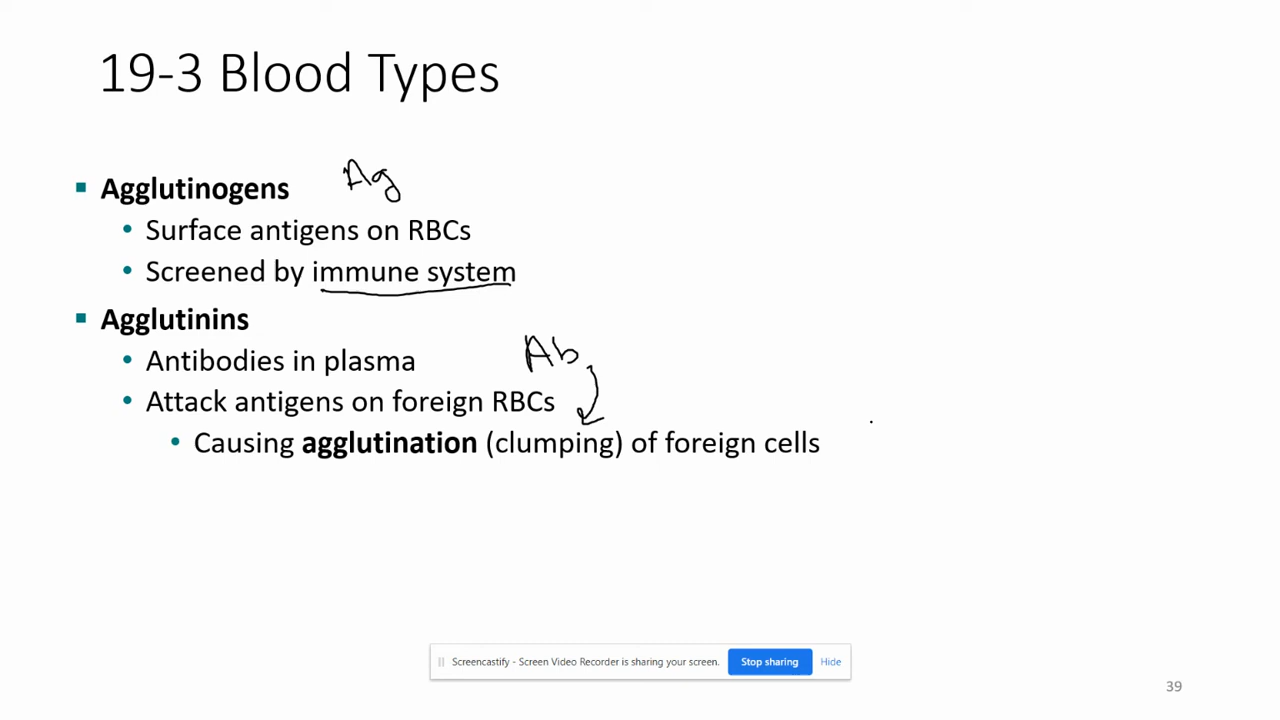 19-3 Blood Types
Agglutinogens Ag
Surface antigens on RBCs
Screened by immune system
Agglutinins
Antibodies in plasma Ab
Attack antigens on foreign RBCs
Causing agglutination (clumping) of foreign cells
Screencastify - Screen Video Recorder is sharing your screen. Stop sharing Hide
39